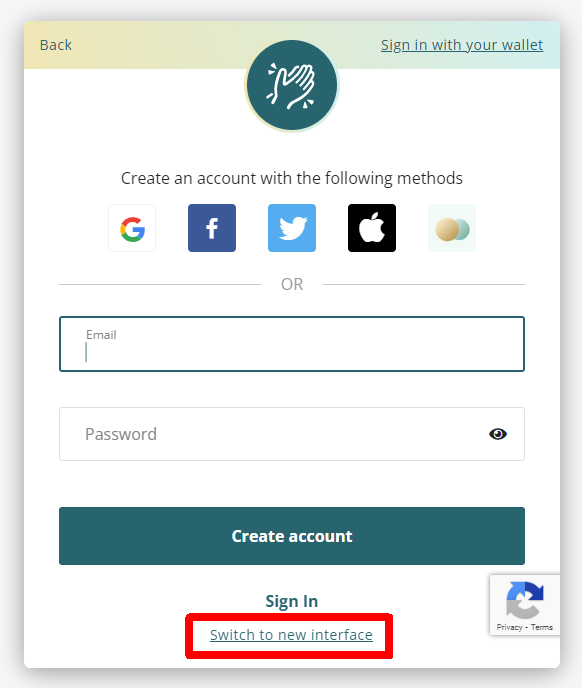 Back
Sign in with your wallet
Create an account with the following methods
OR
Email
Password
Create account
Sign In
Switch to new interface
Privacy - Terms